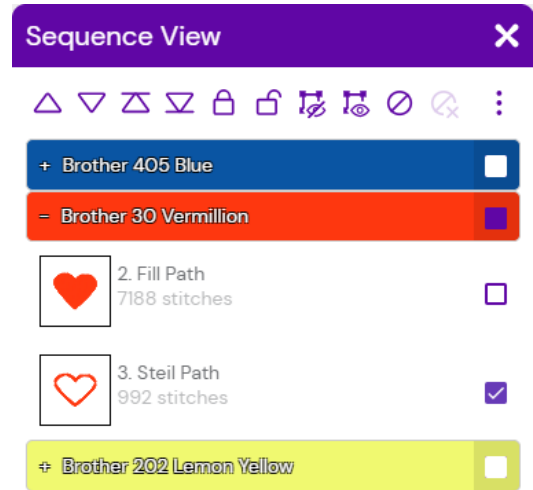 Sequence View
+ Brother 405 Blue
− Brother 30 Vermillion
2. Fill Path
7188 stitches
3. Steil Path
992 stitches
+ Brother 202 Lemon Yellow